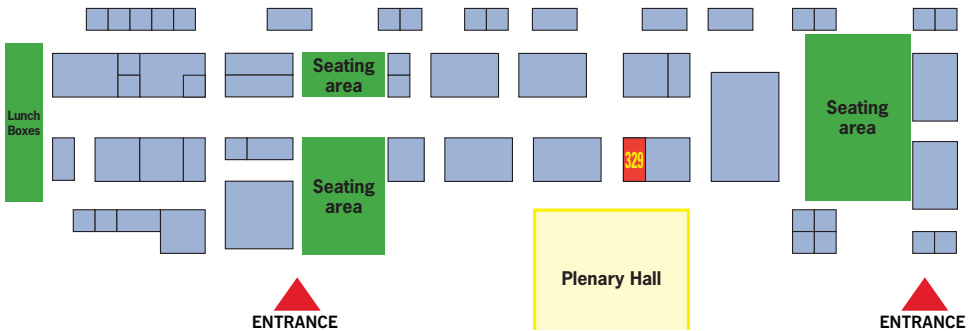 Seating
area
Lunch
Boxes
Seating
area
329
Seating
area
Plenary Hall
ENTRANCE
ENTRANCE